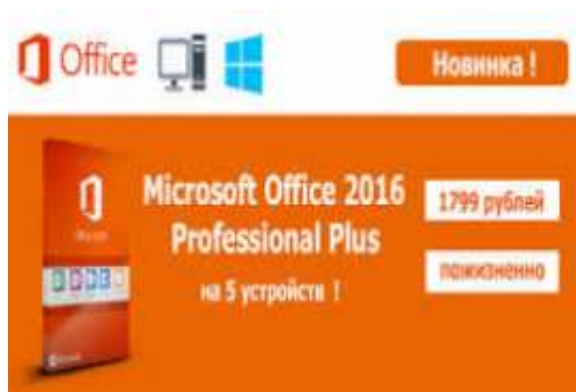 Office
Новинка !
Microsoft Office 2016
Professional Plus
на 5 устройств !
1799 рублей
пожизненно